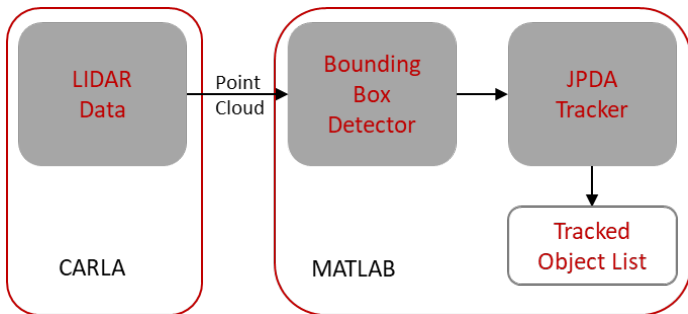 LIDAR
Data
Point
Cloud
Bounding
Box
Detector
JPDA
Tracker
Tracked
Object List
CARLA
MATLAB